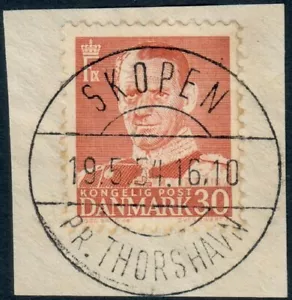 SKOPEN
19.5.54.16.10
KONGELIG POST
DANMARK 30
PR. THORSHAVN